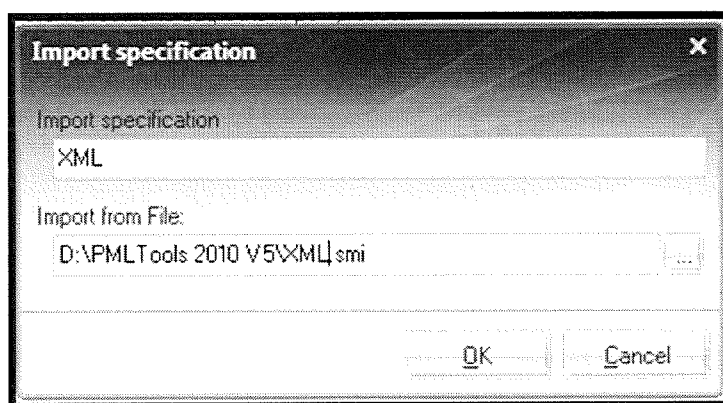 Import specification
Import specification
XML
Import from File:
D:\PMLTools 2010 V5\XML.smi
...
OK
Cancel